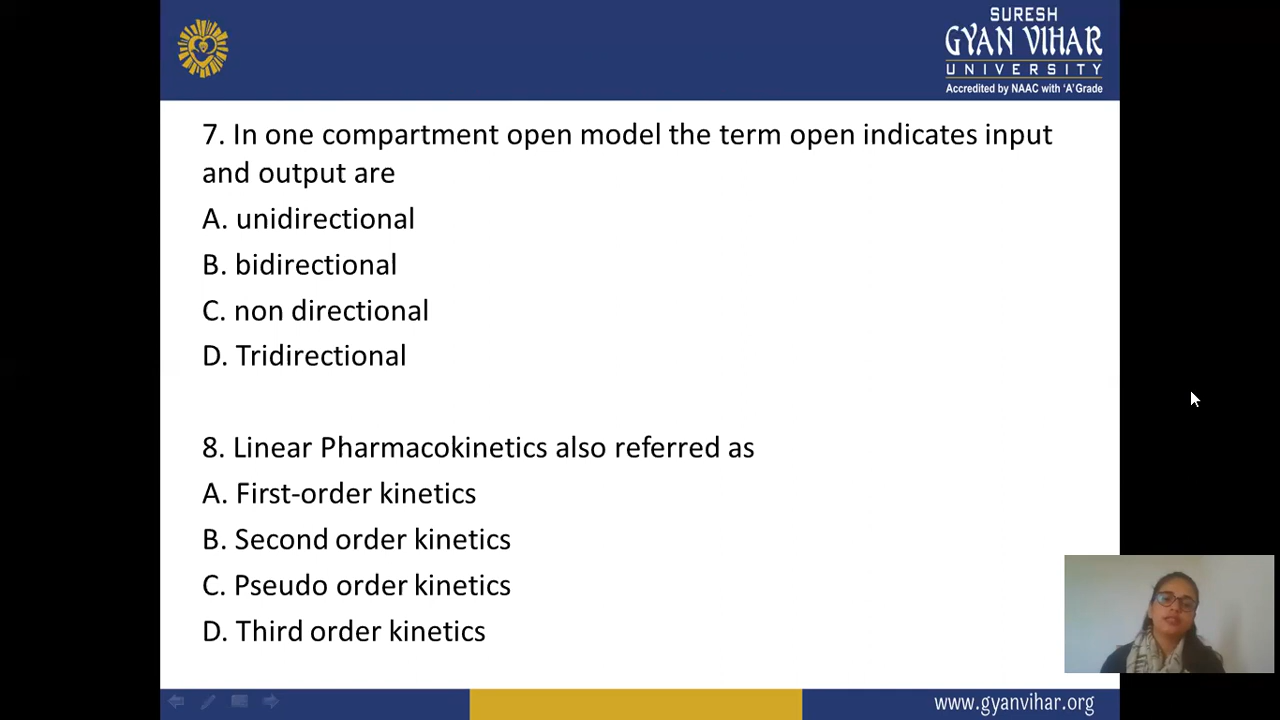 SURESH
GYAN VIHAR
UNIVERSITY
Accredited by NAAC with 'A' Grade
7. In one compartment open model the term open indicates input
and output are
A. unidirectional
B. bidirectional
C. non directional
D. Tridirectional
8. Linear Pharmacokinetics also referred as
A. First-order kinetics
B. Second order kinetics
C. Pseudo order kinetics
D. Third order kinetics
www.gyanvihar.org